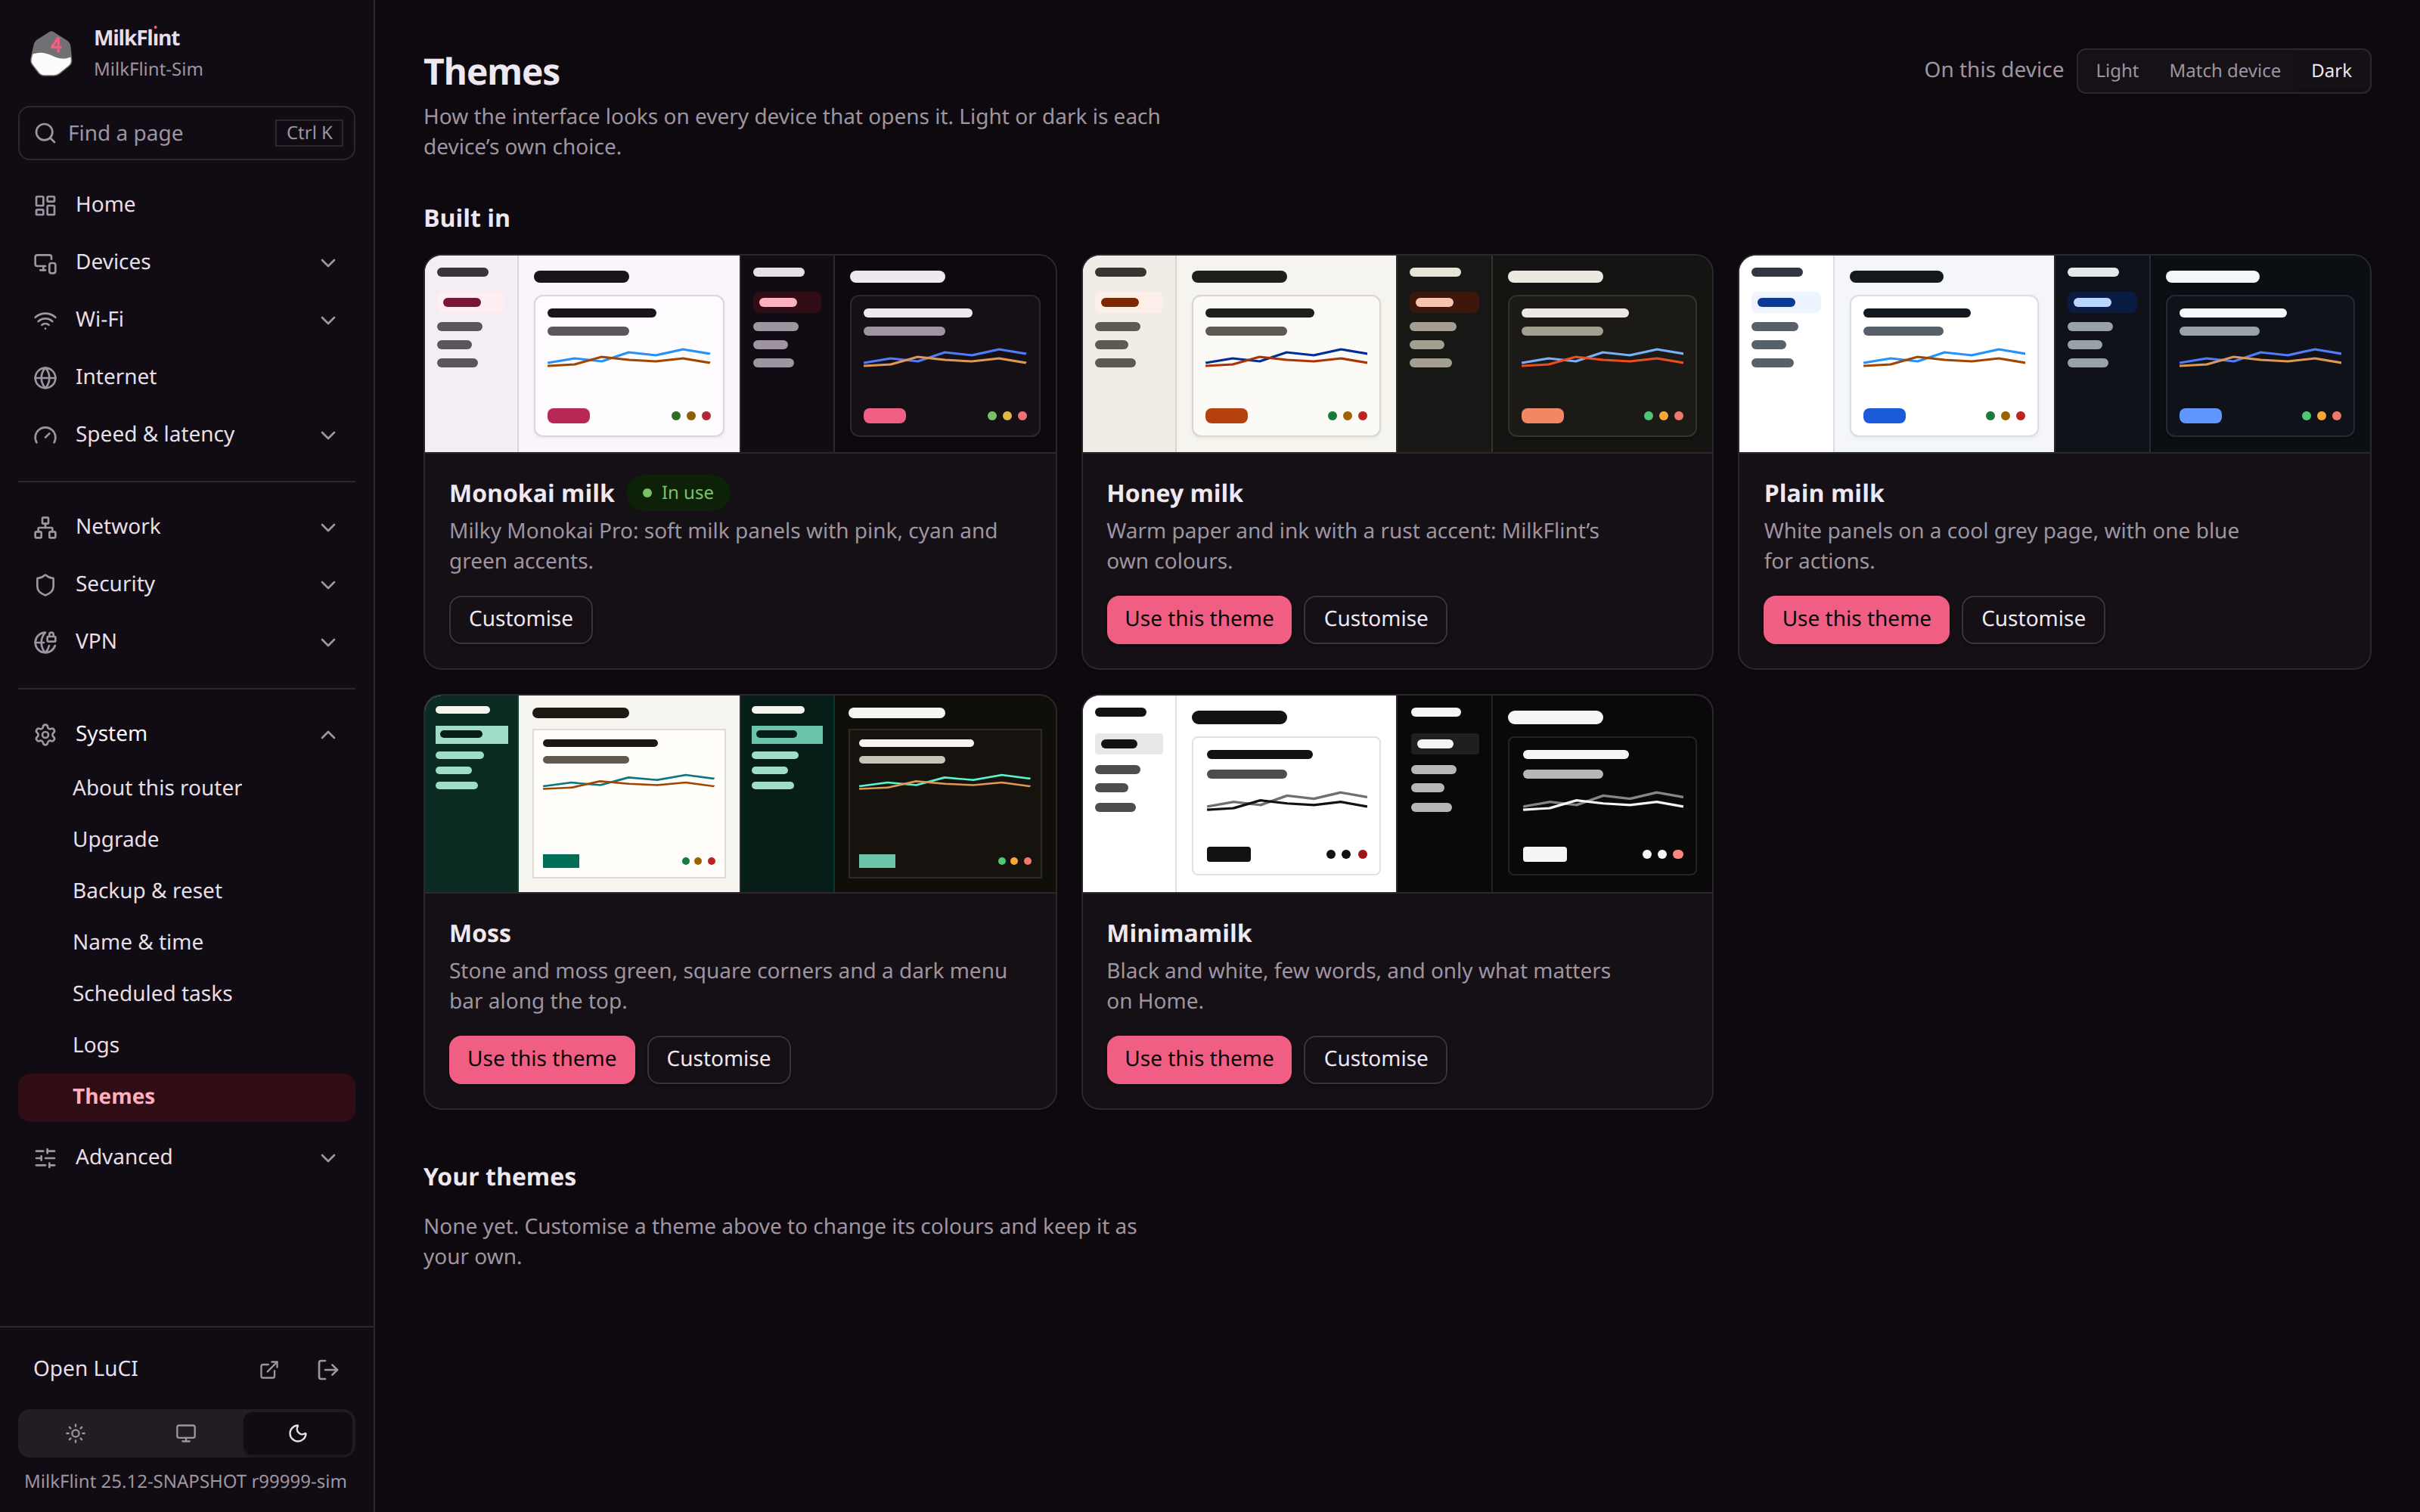 4
MilkFlint
MilkFlint-Sim
Find a page
Ctrl K
Home
Devices
Wi-Fi
Internet
Speed & latency
Network
Security
VPN
System
About this router
Upgrade
Backup & reset
Name & time
Scheduled tasks
Logs
Themes
Advanced
Open LuCI
MilkFlint 25.12-SNAPSHOT r99999-sim
Themes
How the interface looks on every device that opens it. Light or dark is each
device’s own choice.
On this device
Light
Match device
Dark
Built in
Monokai milk
In use
Milky Monokai Pro: soft milk panels with pink, cyan and
green accents.
Customise
Honey milk
Warm paper and ink with a rust accent: MilkFlint’s
own colours.
Use this theme
Customise
Plain milk
White panels on a cool grey page, with one blue
for actions.
Use this theme
Customise
Moss
Stone and moss green, square corners and a dark menu
bar along the top.
Use this theme
Customise
Minimamilk
Black and white, few words, and only what matters
on Home.
Use this theme
Customise
Your themes
None yet. Customise a theme above to change its colours and keep it as
your own.